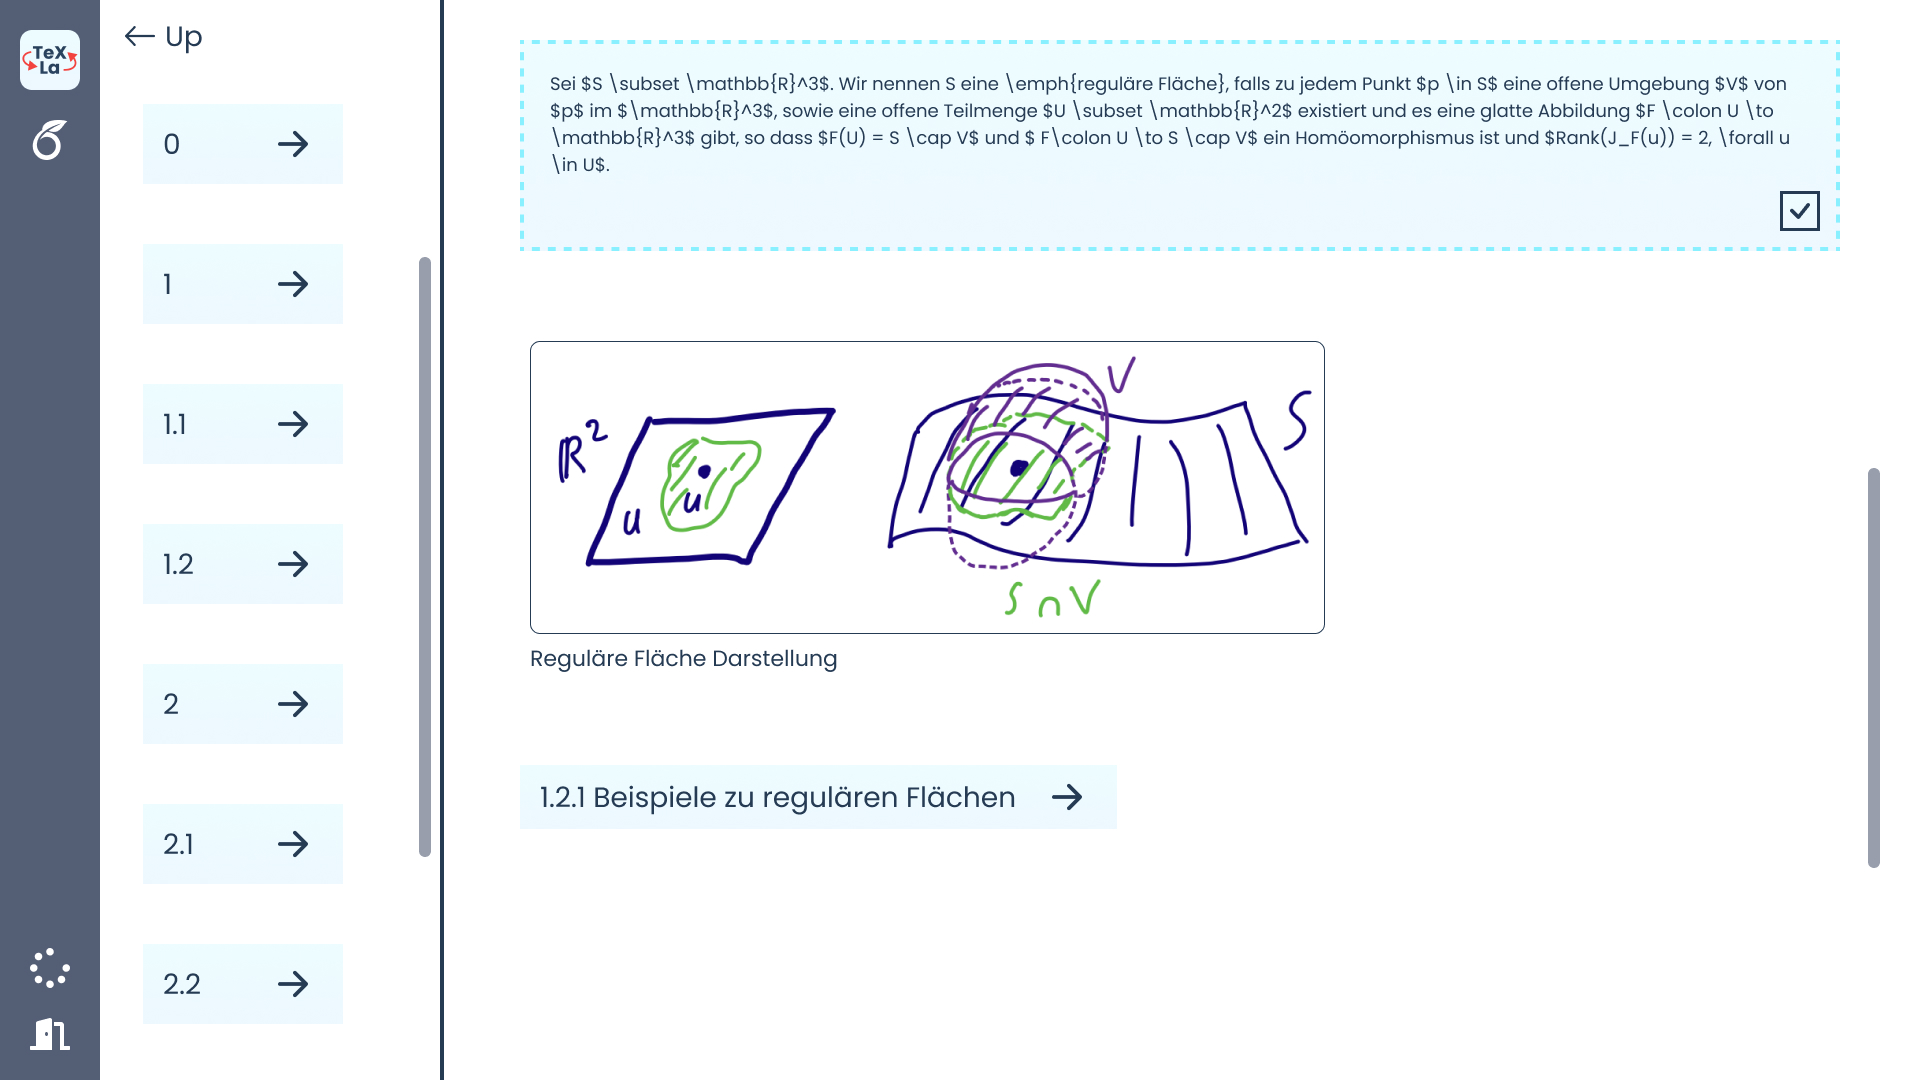 TeX
La
← Up
0
1
1.1
1.2
2
2.1
2.2
Sei $S \subset \mathbb{R}^3$. Wir nennen S eine \emph{reguläre Fläche}, falls zu jedem Punkt $p \in S$ eine offene Umgebung $V$ von
$p$ im $\mathbb{R}^3$, sowie eine offene Teilmenge $U \subset \mathbb{R}^2$ existiert und es eine glatte Abbildung $F \colon U \to
\mathbb{R}^3$ gibt, so dass $F(U) = S \cap V$ und $ F\colon U \to S \cap V$ ein Homöomorphismus ist und $Rank(J_F(u)) = 2, \forall u
\in U$.
ℝ²
u
u
V
S
S ∩ V
Reguläre Fläche Darstellung
1.2.1 Beispiele zu regulären Flächen